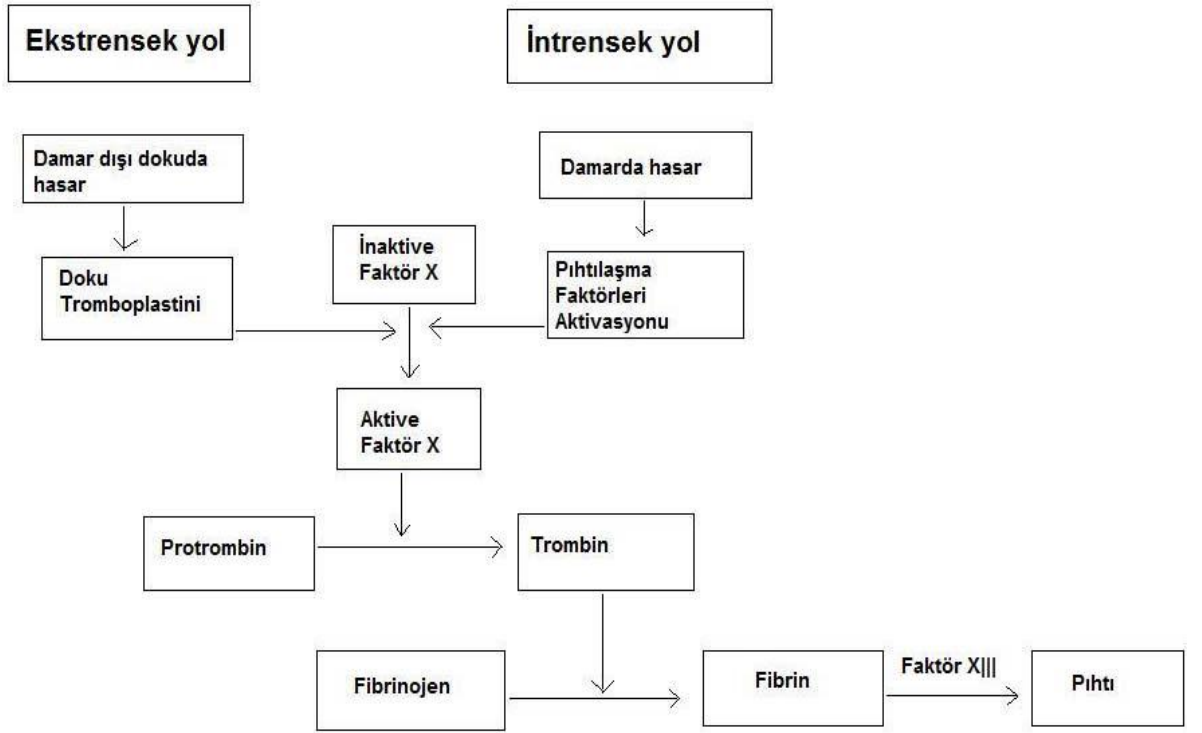 Ekstrensek yol
İntrensek yol
Damar dışı dokuda
hasar
Damarda hasar
İnaktive
Faktör X
Doku
Tromboplastini
Pıhtılaşma
Faktörleri
Aktivasyonu
Aktive
Faktör X
Protrombin
Trombin
Fibrinojen
Fibrin
Faktör X|||
Pıhtı